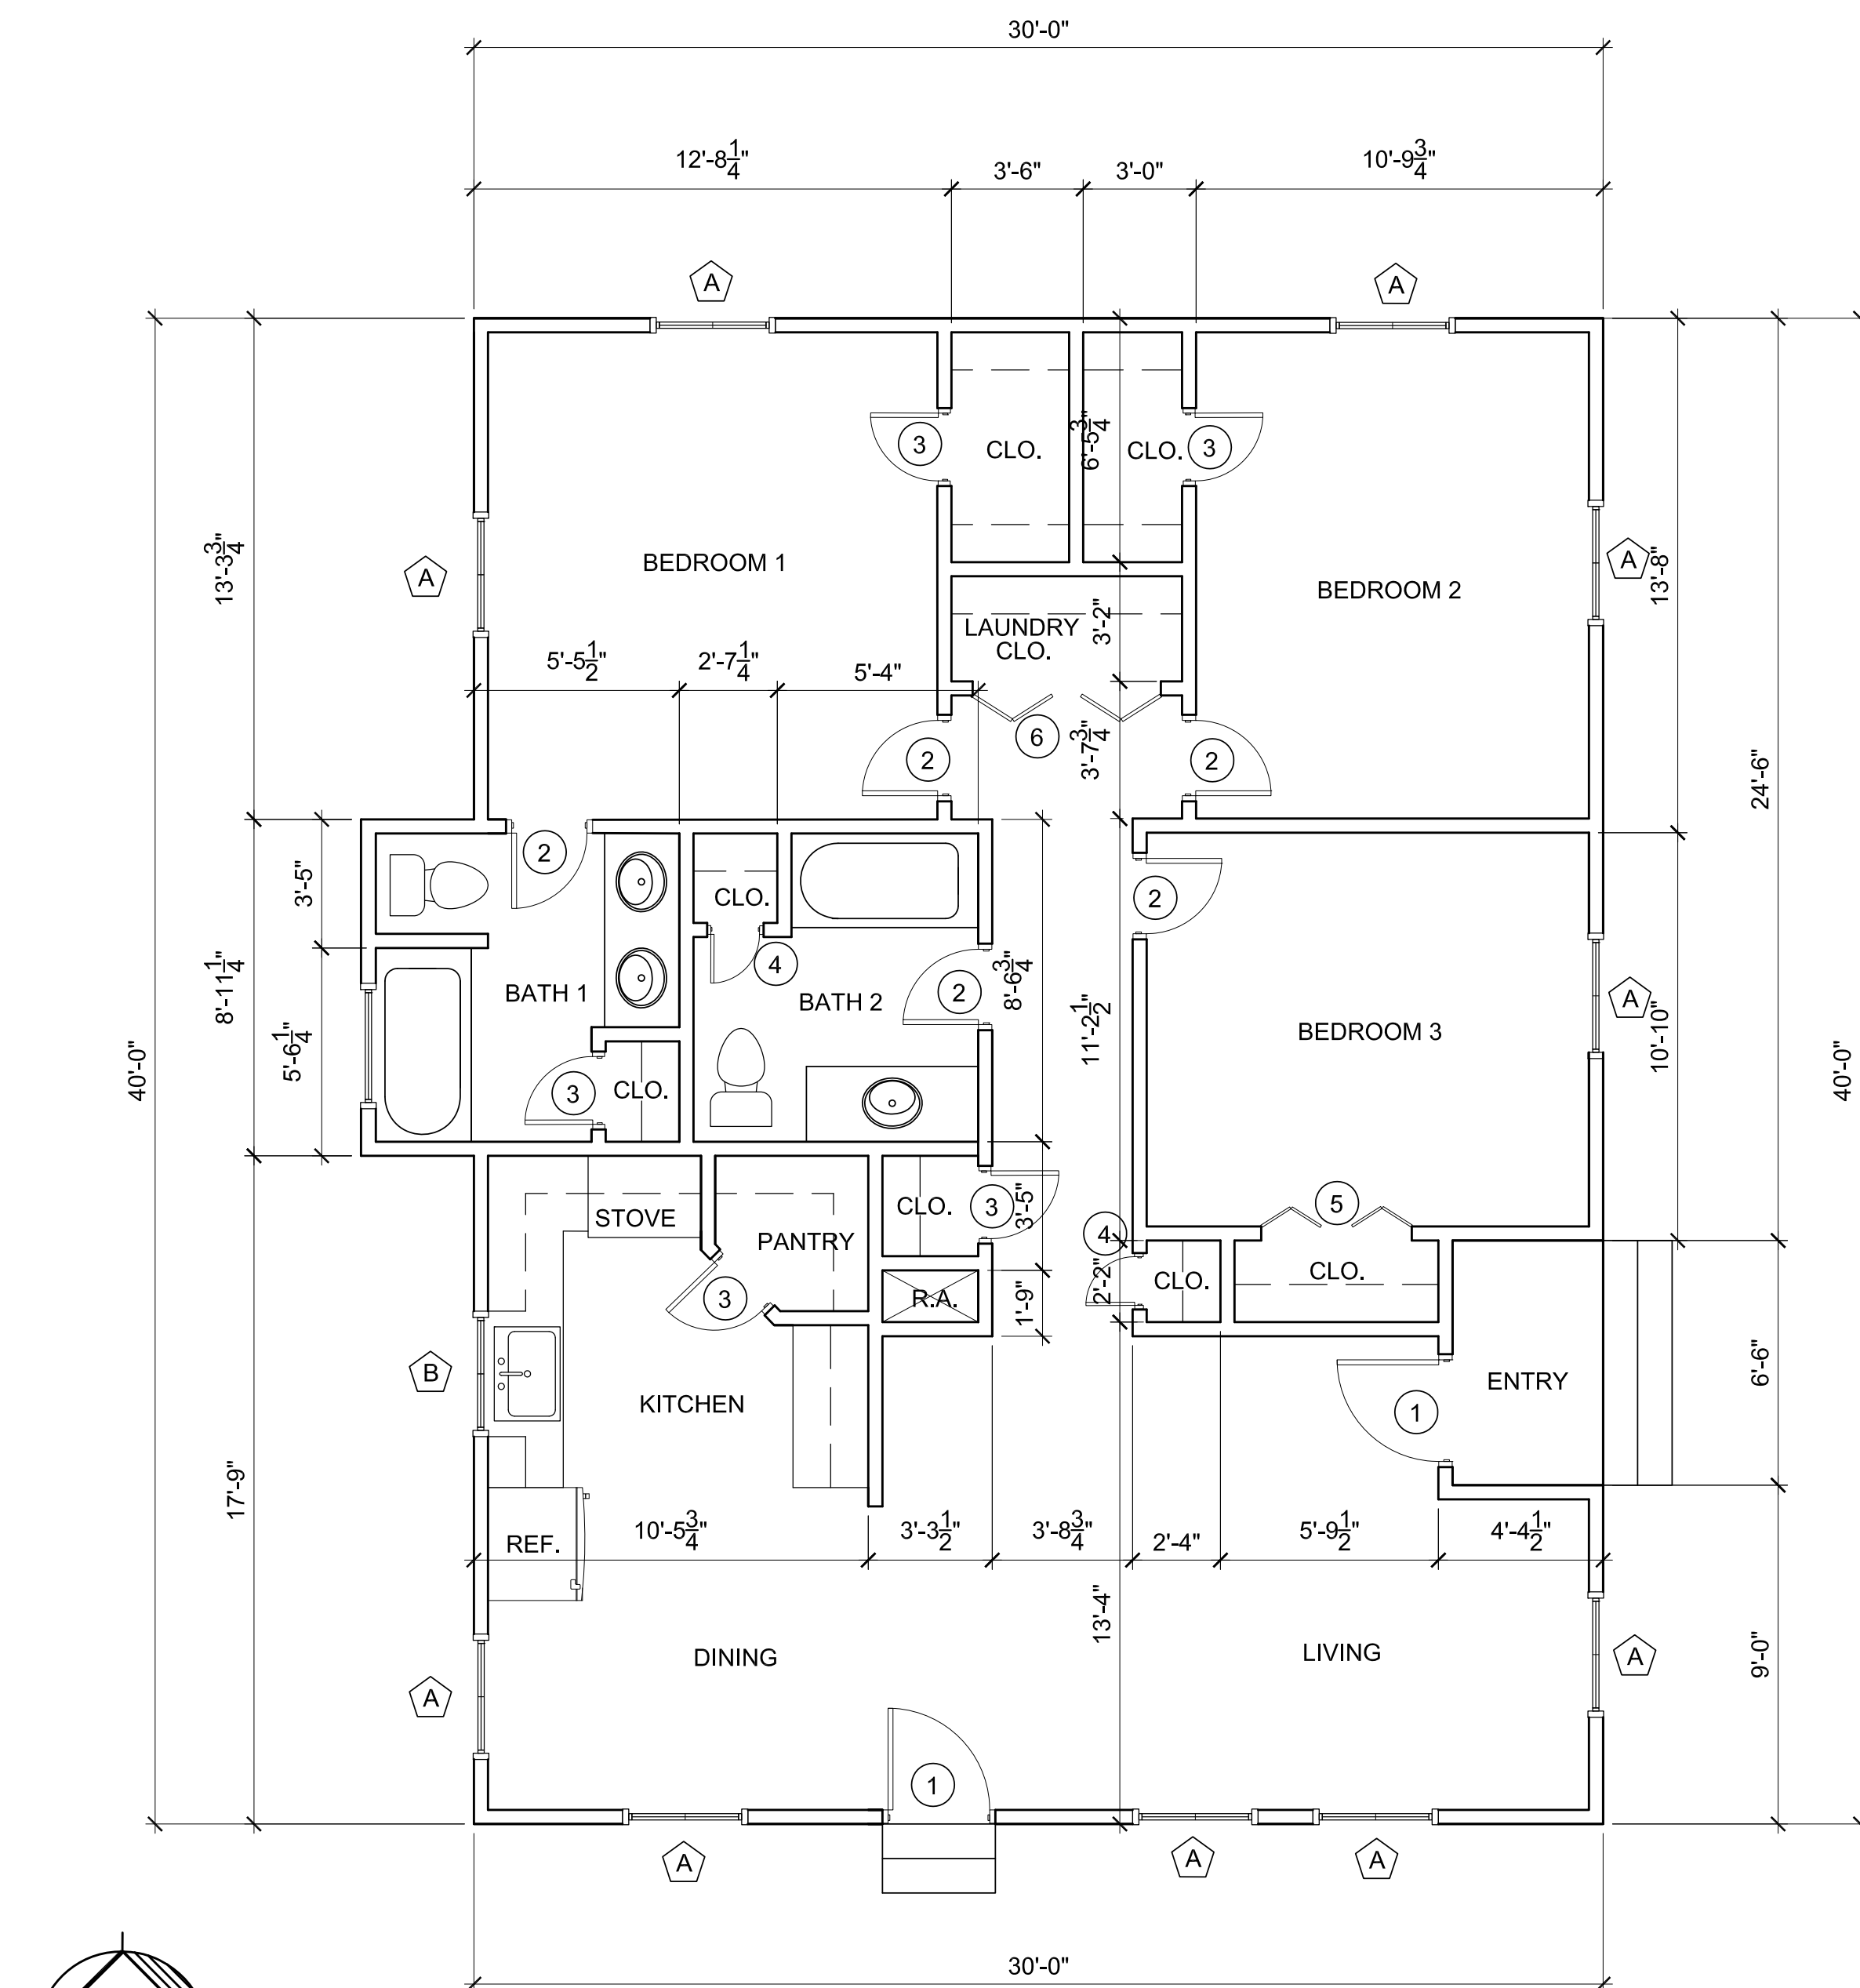 30'-0"
12'-8 1/4"
3'-6"
3'-0"
10'-9 3/4"
A
A
3
CLO.
6'-5 3/4"
CLO.
3
13'-3 3/4"
A
BEDROOM 1
A
13'-8"
BEDROOM 2
LAUNDRY
CLO.
3'-2"
5'-5 1/2"
2'-7 1/4"
5'-4"
2
6
3'-7 3/4"
2
24'-6"
2
3'-5"
CLO.
2
4
8'-11 1/4"
BATH 1
BATH 2
2
8'-6 3/4"
11'-2 1/2"
BEDROOM 3
A
10'-10"
40'-0"
5'-6 1/4"
3
CLO.
40'-0"
STOVE
PANTRY
CLO.
3
3'-5"
4
5
3
R.A.
1'-9"
2'-2"
CLO.
CLO.
B
KITCHEN
1
ENTRY
6'-6"
17'-9"
REF.
10'-5 3/4"
3'-3 1/2"
3'-8 3/4"
2'-4"
5'-9 1/2"
4'-4 1/2"
13'-4"
A
DINING
LIVING
A
9'-0"
1
A
A
A
30'-0"